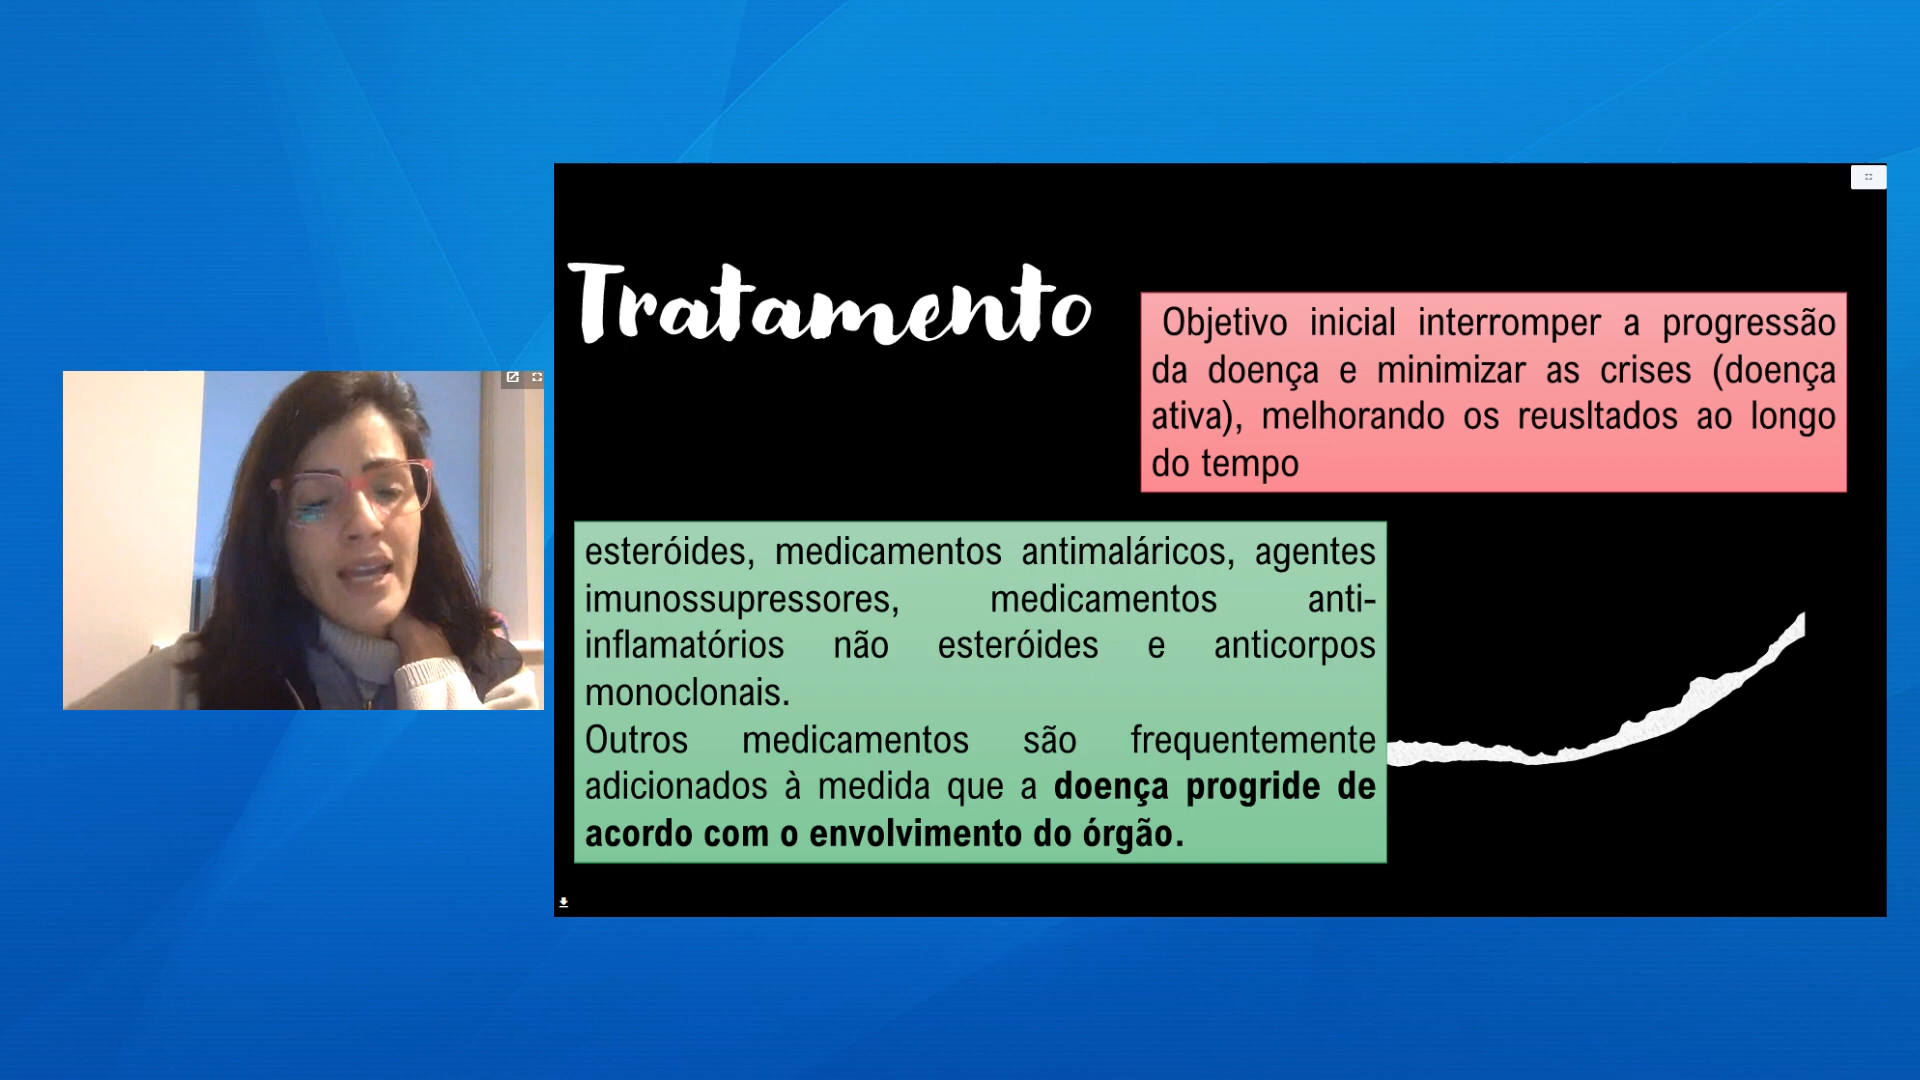 Tratamento
Objetivo inicial interromper a progressão
da doença e minimizar as crises (doença
ativa), melhorando os reusltados ao longo
do tempo
esteróides, medicamentos antimaláricos, agentes
imunossupressores, medicamentos anti-
inflamatórios não esteróides e anticorpos
monoclonais.
Outros medicamentos são frequentemente
adicionados à medida que a doença progride de
acordo com o envolvimento do órgão.